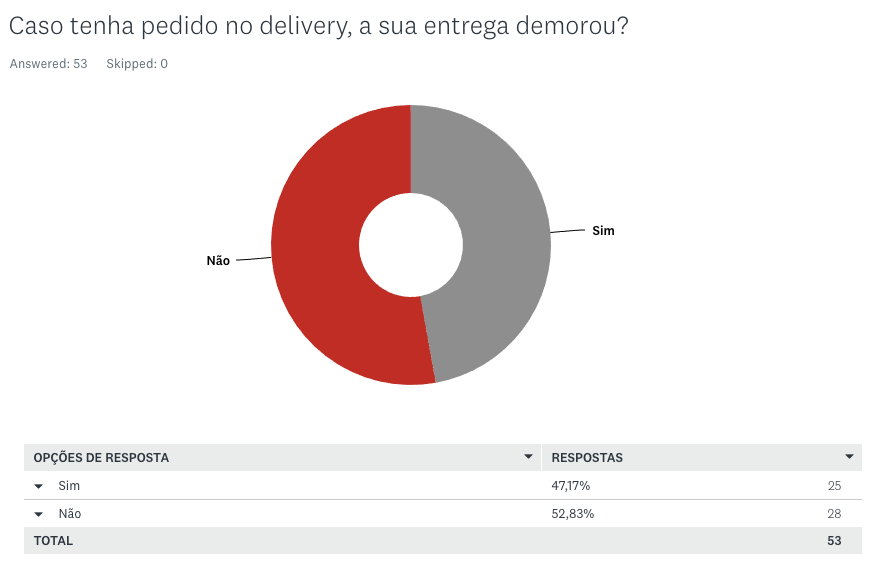 Caso tenha pedido no delivery, a sua entrega demorou?
Answered: 53 Skipped: 0
Sim
Não
OPÇÕES DE RESPOSTA RESPOSTAS
Sim 47,17% 25
Não 52,83% 28
TOTAL 53